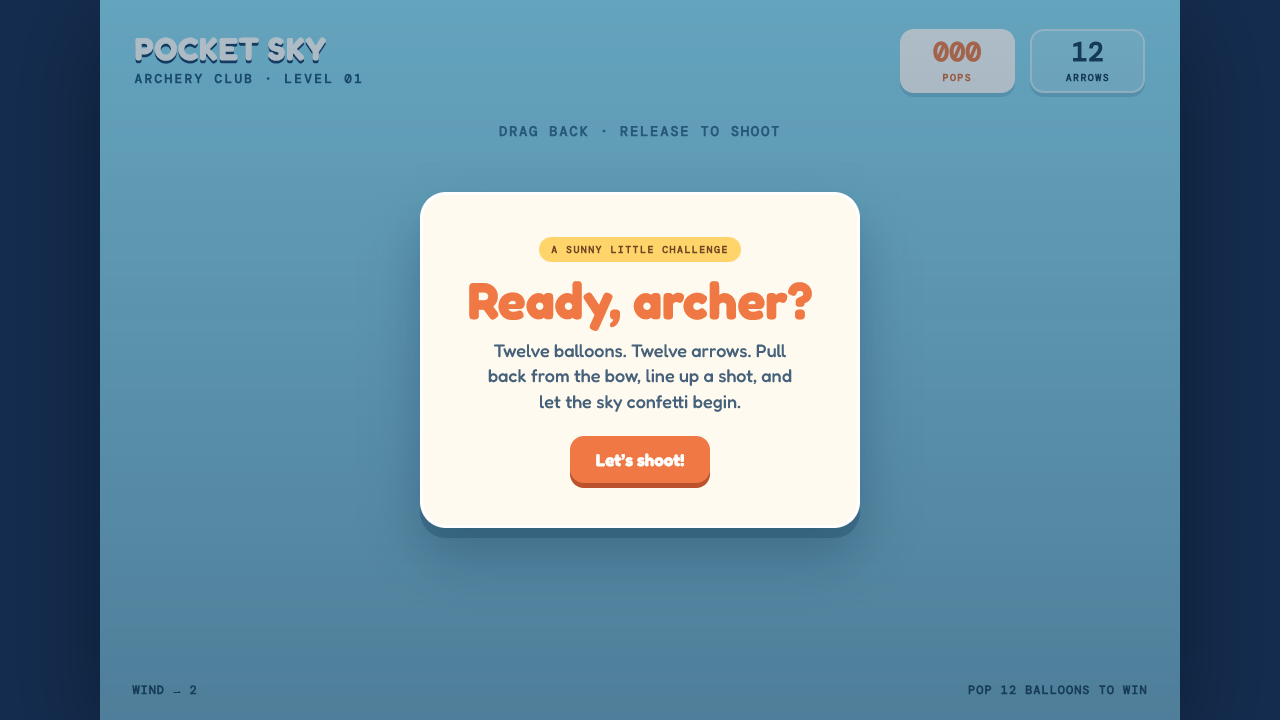 POCKET SKY
ARCHERY CLUB · LEVEL 01
000
POPS
12
ARROWS
DRAG BACK · RELEASE TO SHOOT
A SUNNY LITTLE CHALLENGE
Ready, archer?
Twelve balloons. Twelve arrows. Pull
back from the bow, line up a shot, and
let the sky confetti begin.
Let's shoot!
WIND → 2
POP 12 BALLOONS TO WIN